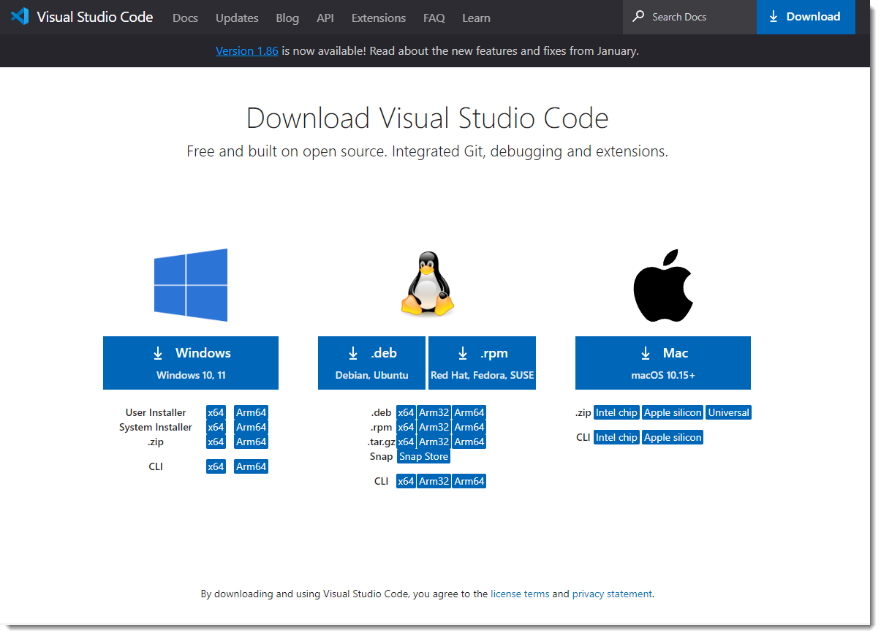 Visual Studio Code Docs Updates Blog API Extensions FAQ Learn Search Docs Download
Version 1.86 is now available! Read about the new features and fixes from January.
Download Visual Studio Code
Free and built on open source. Integrated Git, debugging and extensions.
Windows
Windows 10, 11
User Installer x64 Arm64
System Installer x64 Arm64
.zip x64 Arm64
CLI x64 Arm64
.deb
Debian, Ubuntu
.rpm
Red Hat, Fedora, SUSE
.deb x64 Arm32 Arm64
.rpm x64 Arm32 Arm64
.tar.gz x64 Arm32 Arm64
Snap Snap Store
CLI x64 Arm32 Arm64
Mac
macOS 10.15+
.zip Intel chip Apple silicon Universal
CLI Intel chip Apple silicon
By downloading and using Visual Studio Code, you agree to the license terms and privacy statement.